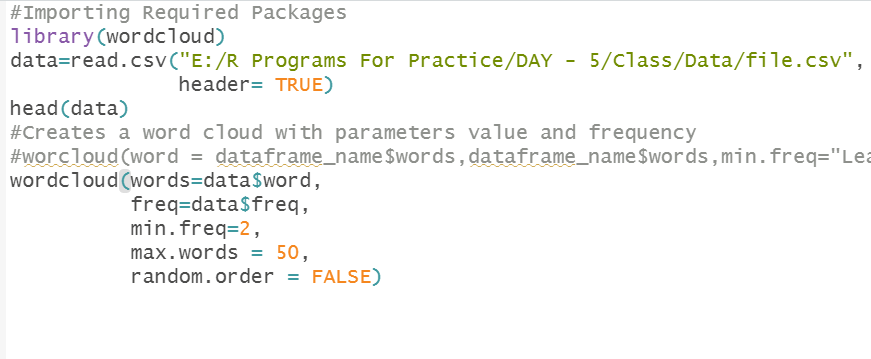 #Importing Required Packages
library(wordcloud)
data=read.csv("E:/R Programs For Practice/DAY - 5/Class/Data/file.csv",
header= TRUE)
head(data)
#Creates a word cloud with parameters value and frequency
#worcloud(word = dataframe_name$words,dataframe_name$words,min.freq="Lea
wordcloud(words=data$word,
freq=data$freq,
min.freq=2,
max.words = 50,
random.order = FALSE)